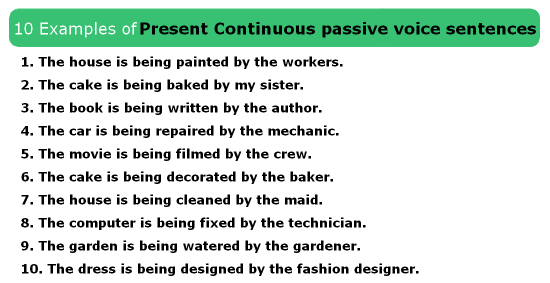 10 Examples of Present Continuous passive voice sentences
1. The house is being painted by the workers.
2. The cake is being baked by my sister.
3. The book is being written by the author.
4. The car is being repaired by the mechanic.
5. The movie is being filmed by the crew.
6. The cake is being decorated by the baker.
7. The house is being cleaned by the maid.
8. The computer is being fixed by the technician.
9. The garden is being watered by the gardener.
10. The dress is being designed by the fashion designer.